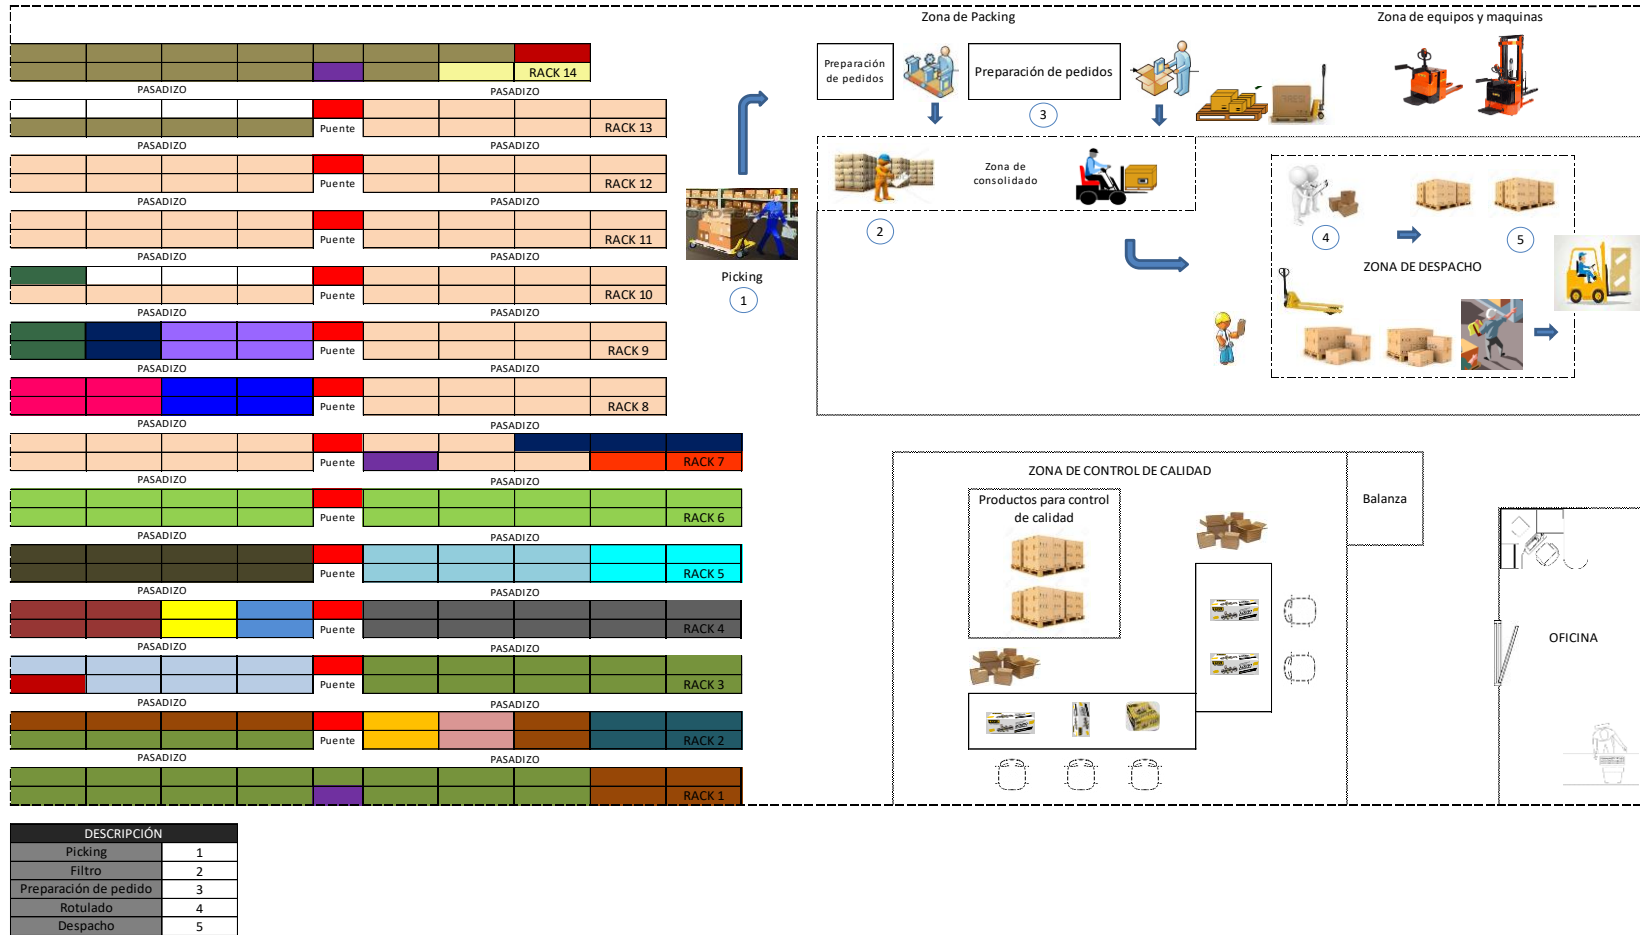 Zona de Packing
Zona de equipos y maquinas
Preparación
de pedidos
Preparación de pedidos
RACK 14
PASADIZO
PASADIZO
3
Puente
RACK 13
PASADIZO
PASADIZO
Zona de
consolidado
Puente
RACK 12
PASADIZO
PASADIZO
2
4
5
Puente
RACK 11
PASADIZO
PASADIZO
ZONA DE DESPACHO
Picking
1
Puente
RACK 10
PASADIZO
PASADIZO
Puente
RACK 9
PASADIZO
PASADIZO
Puente
RACK 8
PASADIZO
PASADIZO
Puente
RACK 7
PASADIZO
PASADIZO
ZONA DE CONTROL DE CALIDAD
Productos para control
de calidad
Balanza
Puente
RACK 6
PASADIZO
PASADIZO
Puente
RACK 5
PASADIZO
PASADIZO
Puente
RACK 4
OFICINA
PASADIZO
PASADIZO
Puente
RACK 3
PASADIZO
PASADIZO
Puente
RACK 2
PASADIZO
PASADIZO
RACK 1
DESCRIPCIÓN
Picking 1
Filtro 2
Preparación de pedido 3
Rotulado 4
Despacho 5